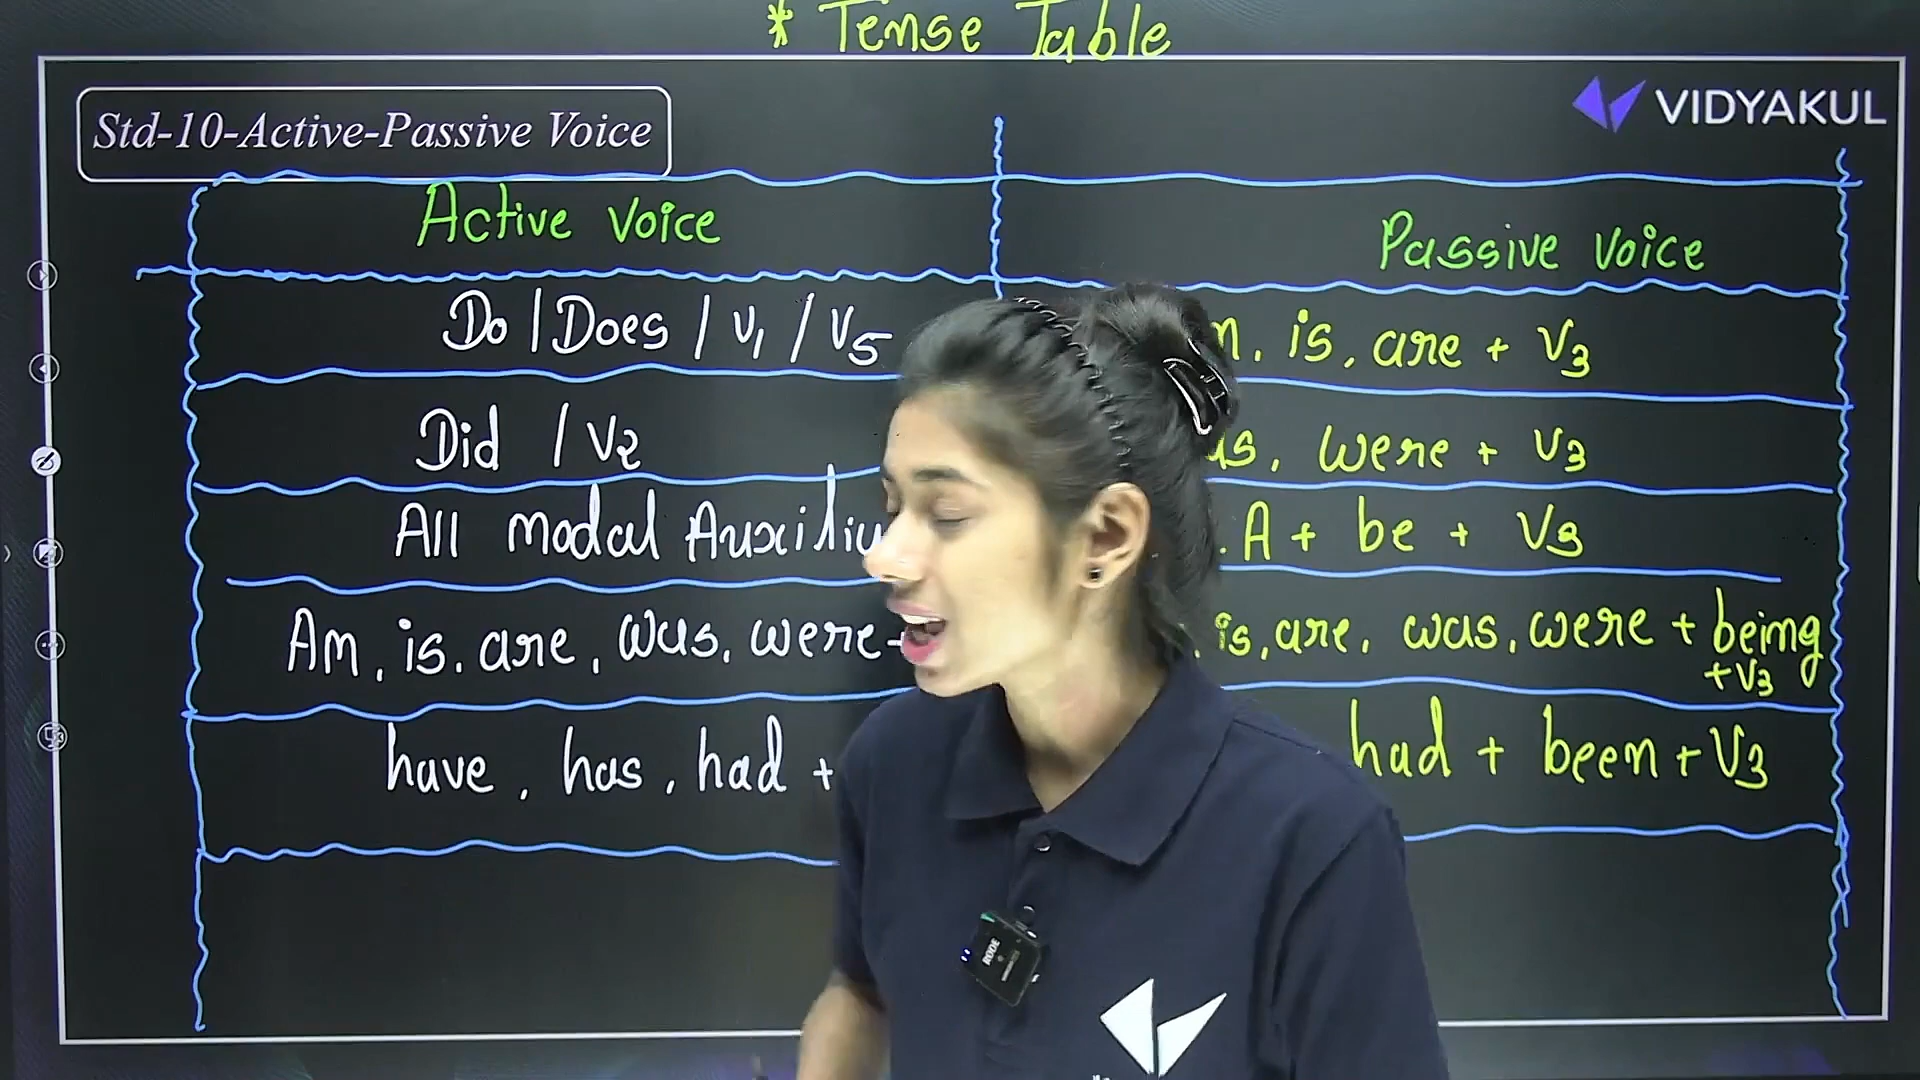 * Tense Table
Std-10-Active-Passive Voice
VIDYAKUL
Active Voice
Passive Voice
Do / Does / V1 / V5
is, are + V3
Did / V2
were + V3
All Modal
A + be + V3
Am, is, are, was, were
is, are, was, were + being
+ V3
have, has, had +
had + been + V3
RODE